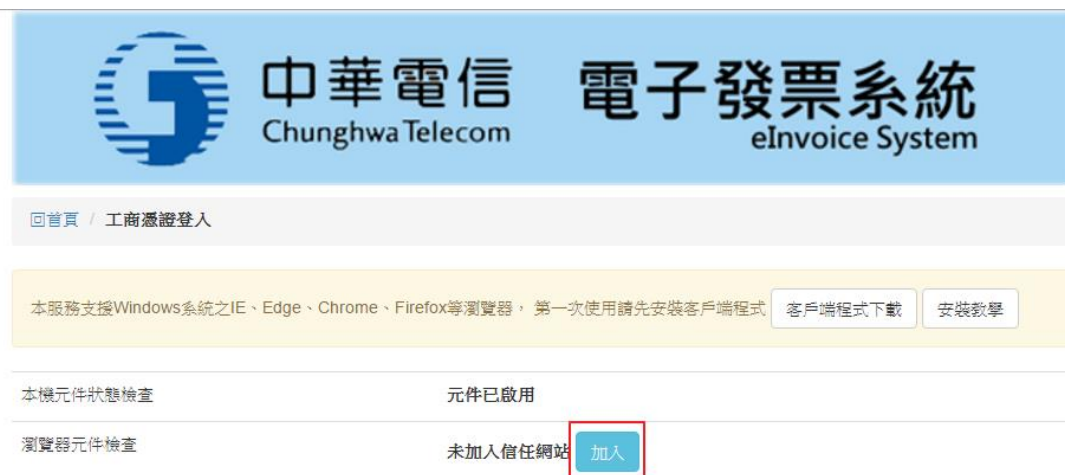 中華電信 電子發票系統
Chunghwa Telecom eInvoice System
回首頁 / 工商憑證登入
本服務支援Windows系統之IE、Edge、Chrome、Firefox等瀏覽器， 第一次使用請先安裝客戶端程式 客戶端程式下載 安裝教學
本機元件狀態檢查 元件已啟用
瀏覽器元件檢查 未加入信任網站 加入